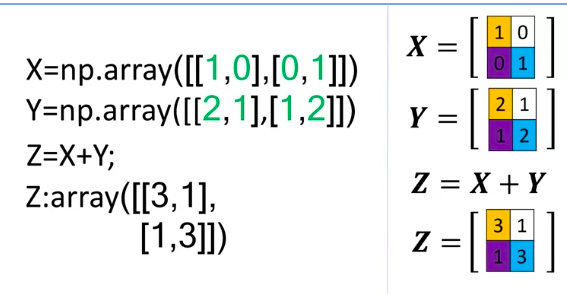 X=np.array([[1,0],[0,1]])
Y=np.array([[2,1],[1,2]])
Z=X+Y;
Z:array([[3,1],
[1,3]])
X = [ 1 0
0 1 ]
Y = [ 2 1
1 2 ]
Z = X + Y
Z = [ 3 1
1 3 ]